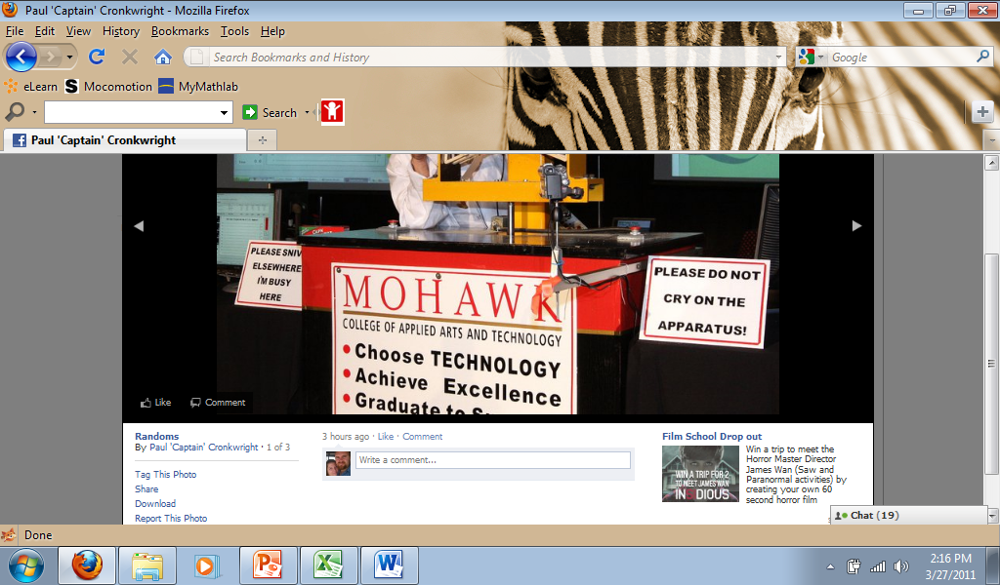 Paul 'Captain' Cronkwright - Mozilla Firefox
File Edit View History Bookmarks Tools Help
Search Bookmarks and History
Google
eLearn Mocomotion MyMathlab
Search
Paul 'Captain' Cronkwright
PLEASE SNIV
ELSEWHERE
I'M BUSY
HERE
MOHAWK
COLLEGE OF APPLIED ARTS AND TECHNOLOGY
• Choose TECHNOLOGY
• Achieve Excellence
• Graduate to
PLEASE DO NOT
CRY ON THE
APPARATUS!
Like Comment
Randoms
By Paul 'Captain' Cronkwright · 1 of 3
Tag This Photo
Share
Download
Report This Photo
3 hours ago · Like · Comment
Write a comment...
Film School Drop out
WIN A TRIP FOR 2
TO MEET JAMES WAN
INSIDIOUS
Win a trip to meet the
Horror Master Director
James Wan (Saw and
Paranormal activities) by
creating your own 60
second horror film
Chat (19)
Done
2:16 PM
3/27/2011